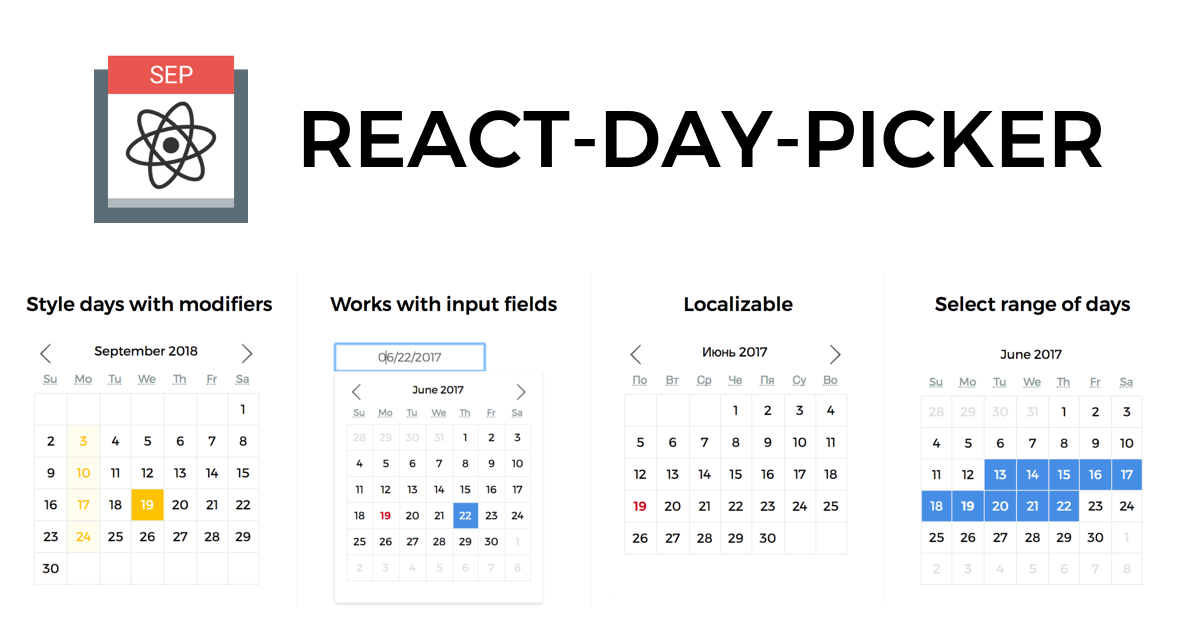 SEP
REACT-DAY-PICKER
Style days with modifiers
September 2018
Su Mo Tu We Th Fr Sa
1
2 3 4 5 6 7 8
9 10 11 12 13 14 15
16 17 18 19 20 21 22
23 24 25 26 27 28 29
30
Works with input fields
06/22/2017
June 2017
Su Mo Tu We Th Fr Sa
28 29 30 31 1 2 3
4 5 6 7 8 9 10
11 12 13 14 15 16 17
18 19 20 21 22 23 24
25 26 27 28 29 30 1
2 3 4 5 6 7 8
Localizable
Июнь 2017
По Вт Ср Че Пя Су Во
1 2 3 4
5 6 7 8 9 10 11
12 13 14 15 16 17 18
19 20 21 22 23 24 25
26 27 28 29 30
Select range of days
June 2017
Su Mo Tu We Th Fr Sa
28 29 30 31 1 2 3
4 5 6 7 8 9 10
11 12 13 14 15 16 17
18 19 20 21 22 23 24
25 26 27 28 29 30 1
2 3 4 5 6 7 8